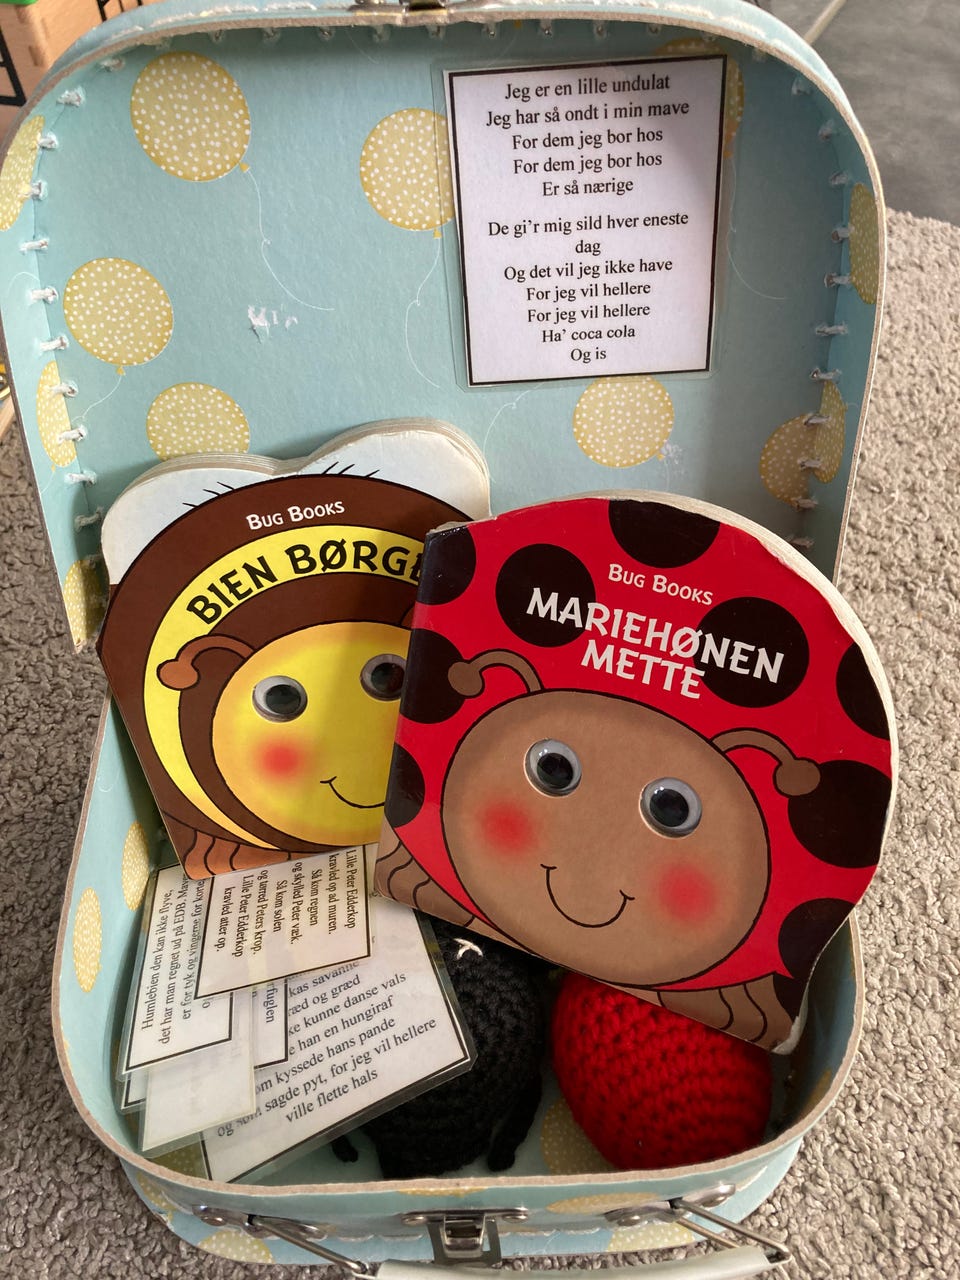 Jeg er en lille undulat
Jeg har så ondt i min mave
For dem jeg bor hos
For dem jeg bor hos
Er så nærige
De gi'r mig sild hver eneste
dag
Og det vil jeg ikke have
For jeg vil hellere
For jeg vil hellere
Ha' coca cola
Og is
BUG BOOKS
BIEN BØRGE
BUG BOOKS
MARIEHØNEN
METTE
Humlebien den kan ikke flyve,
det har man regnet ud på EDB.
er for tyk og vingerne for
Lille Peter Edderkop
kravled op ad muren.
Så kom regnen
og skylled Peter væk.
Så kom solen
og tørred Peters krop.
Lille Peter Edderkop
kravled atter op.
kas savanne
og græd
kunne danse vals
han en hungiraf
kyssede hans pande
og sagde pyt, for jeg vil hellere
ville flette hals